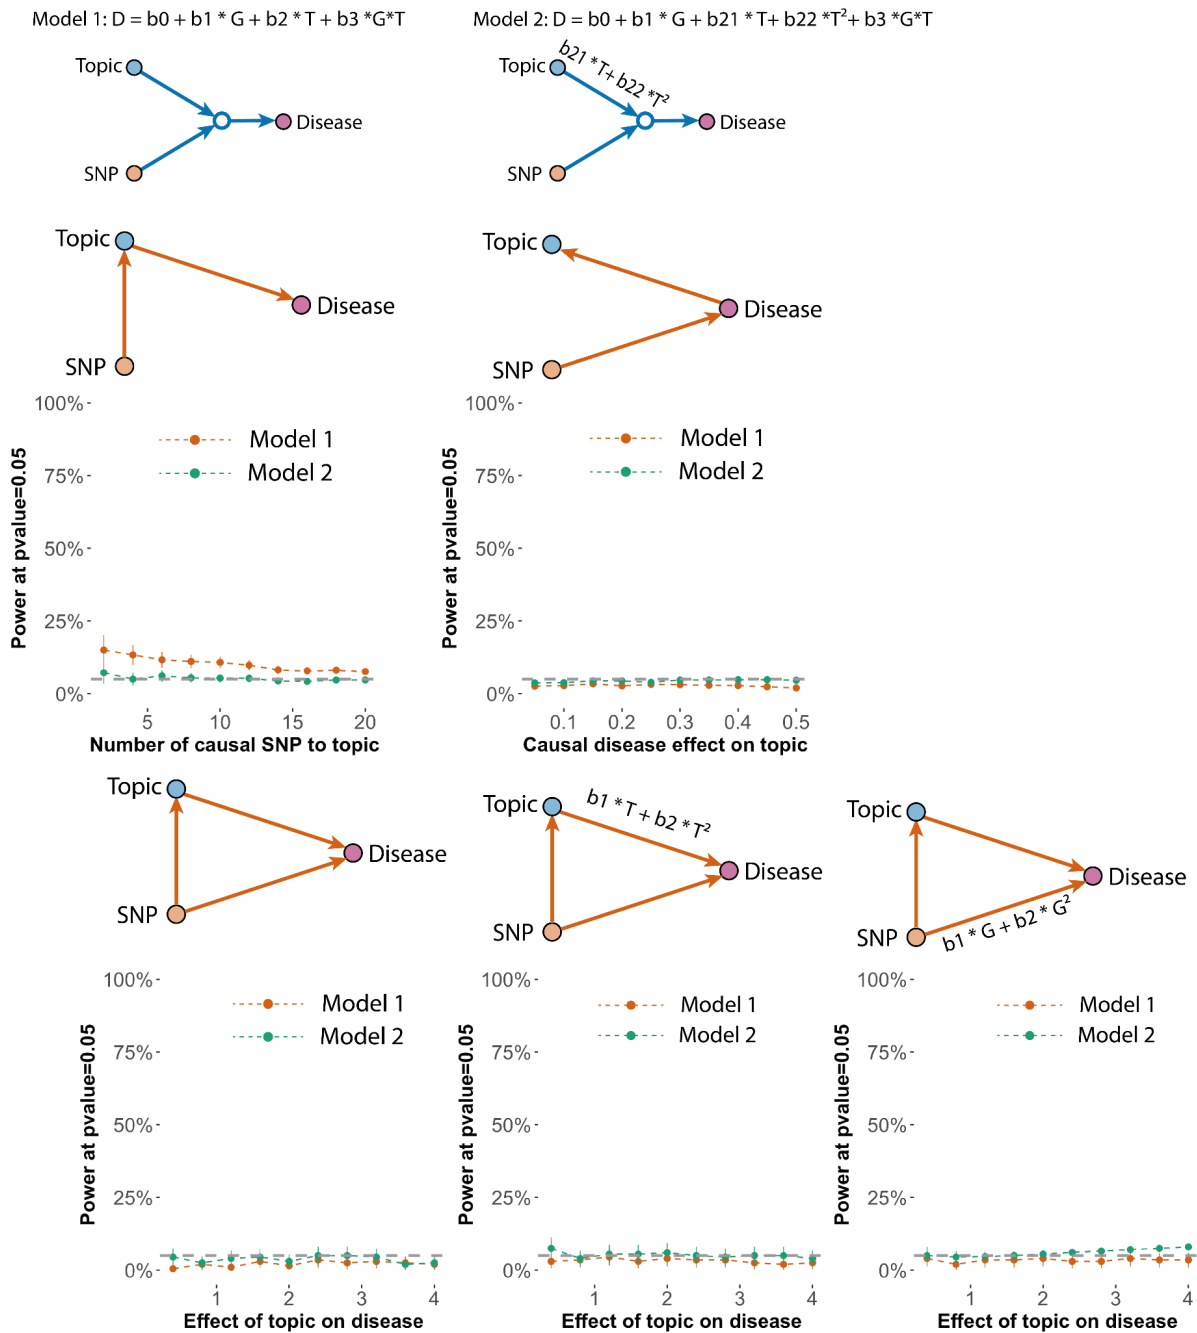 Model 1: D = b0 + b1 * G + b2 * T + b3 *G*T
Model 2: D = b0 + b1 * G + b21 * T+ b22 *T²+ b3 *G*T
Topic
Disease
SNP
Topic
b21 *T+ b22 *T²
Disease
SNP
Topic
Disease
SNP
Topic
Disease
SNP
Power at pvalue=0.05
100%
75%
50%
25%
0%
Model 1
Model 2
5
10
15
20
Number of causal SNP to topic
Power at pvalue=0.05
100%
75%
50%
25%
0%
Model 1
Model 2
0.1
0.2
0.3
0.4
0.5
Causal disease effect on topic
Topic
Disease
SNP
Topic
b1 * T + b2 * T²
Disease
SNP
Topic
Disease
SNP
b1 * G + b2 * G²
Power at pvalue=0.05
100%
75%
50%
25%
0%
Model 1
Model 2
1
2
3
4
Effect of topic on disease
Power at pvalue=0.05
100%
75%
50%
25%
0%
Model 1
Model 2
1
2
3
4
Effect of topic on disease
Power at pvalue=0.05
100%
75%
50%
25%
0%
Model 1
Model 2
1
2
3
4
Effect of topic on disease